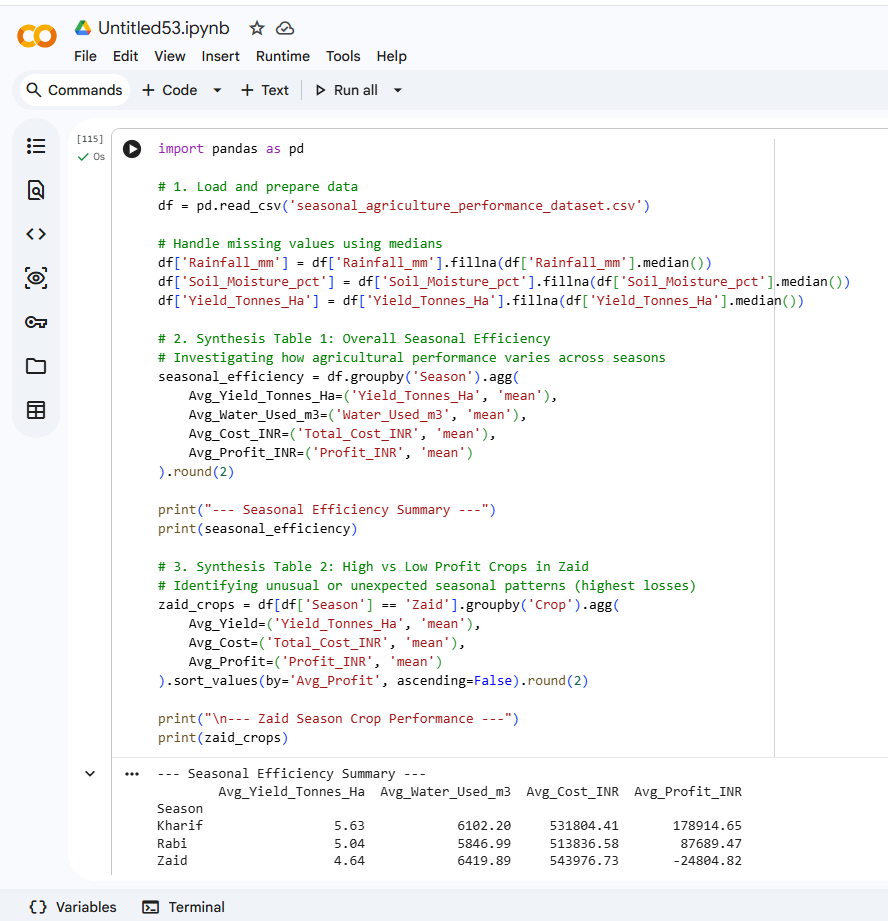 Untitled53.ipynb
File Edit View Insert Runtime Tools Help
Commands + Code + Text Run all
[115]
0s
import pandas as pd
# 1. Load and prepare data
df = pd.read_csv('seasonal_agriculture_performance_dataset.csv')
# Handle missing values using medians
df['Rainfall_mm'] = df['Rainfall_mm'].fillna(df['Rainfall_mm'].median())
df['Soil_Moisture_pct'] = df['Soil_Moisture_pct'].fillna(df['Soil_Moisture_pct'].median())
df['Yield_Tonnes_Ha'] = df['Yield_Tonnes_Ha'].fillna(df['Yield_Tonnes_Ha'].median())
# 2. Synthesis Table 1: Overall Seasonal Efficiency
# Investigating how agricultural performance varies across seasons
seasonal_efficiency = df.groupby('Season').agg(
    Avg_Yield_Tonnes_Ha=('Yield_Tonnes_Ha', 'mean'),
    Avg_Water_Used_m3=('Water_Used_m3', 'mean'),
    Avg_Cost_INR=('Total_Cost_INR', 'mean'),
    Avg_Profit_INR=('Profit_INR', 'mean')
).round(2)
print("--- Seasonal Efficiency Summary ---")
print(seasonal_efficiency)
# 3. Synthesis Table 2: High vs Low Profit Crops in Zaid
# Identifying unusual or unexpected seasonal patterns (highest losses)
zaid_crops = df[df['Season'] == 'Zaid'].groupby('Crop').agg(
    Avg_Yield=('Yield_Tonnes_Ha', 'mean'),
    Avg_Cost=('Total_Cost_INR', 'mean'),
    Avg_Profit=('Profit_INR', 'mean')
).sort_values(by='Avg_Profit', ascending=False).round(2)
print("\n--- Zaid Season Crop Performance ---")
print(zaid_crops)
--- Seasonal Efficiency Summary ---
Avg_Yield_Tonnes_Ha Avg_Water_Used_m3 Avg_Cost_INR Avg_Profit_INR
Season
Kharif 5.63 6102.20 531804.41 178914.65
Rabi 5.04 5846.99 513836.58 87689.47
Zaid 4.64 6419.89 543976.73 -24804.82
Variables Terminal